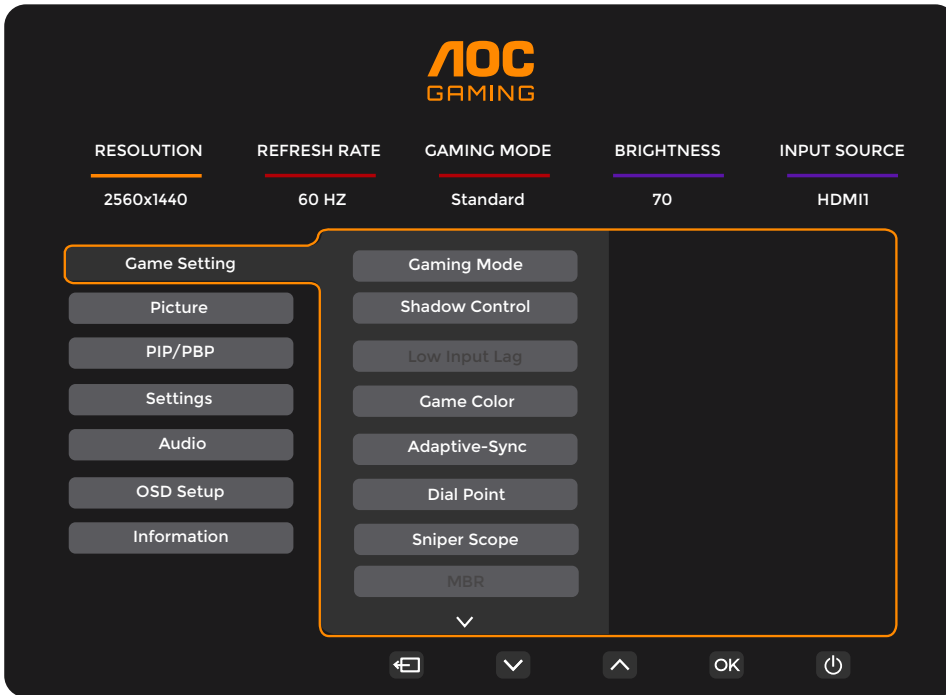 AOC
GAMING
RESOLUTION REFRESH RATE GAMING MODE BRIGHTNESS INPUT SOURCE
2560x1440 60 HZ Standard 70 HDMI1
Game Setting
Picture
PIP/PBP
Settings
Audio
OSD Setup
Information
Gaming Mode
Shadow Control
Low Input Lag
Game Color
Adaptive-Sync
Dial Point
Sniper Scope
MBR
OK